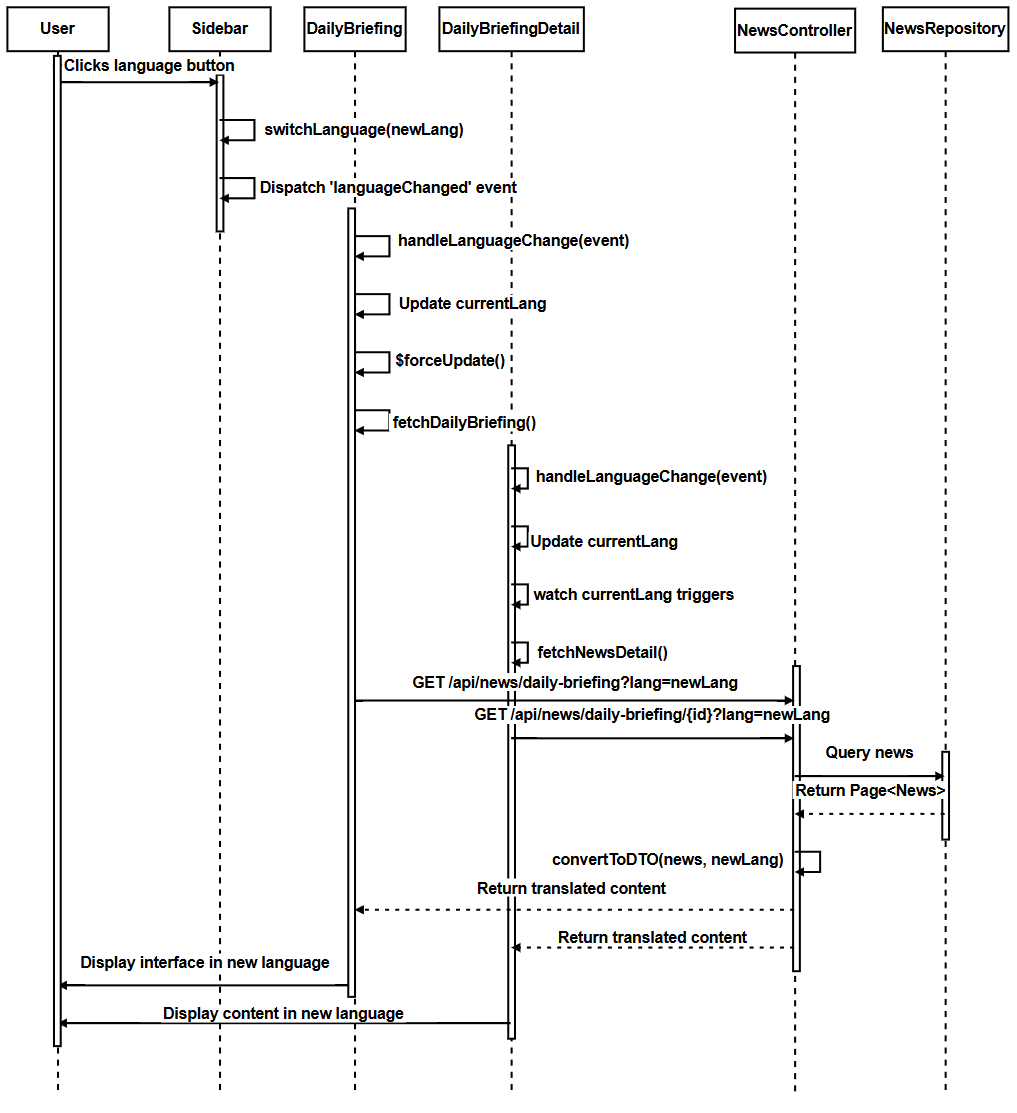 User
Sidebar
DailyBriefing
DailyBriefingDetail
NewsController
NewsRepository
Clicks language button
switchLanguage(newLang)
Dispatch 'languageChanged' event
handleLanguageChange(event)
Update currentLang
$forceUpdate()
fetchDailyBriefing()
handleLanguageChange(event)
Update currentLang
watch currentLang triggers
fetchNewsDetail()
GET /api/news/daily-briefing?lang=newLang
GET /api/news/daily-briefing/{id}?lang=newLang
Query news
Return Page<News>
convertToDTO(news, newLang)
Return translated content
Return translated content
Display interface in new language
Display content in new language